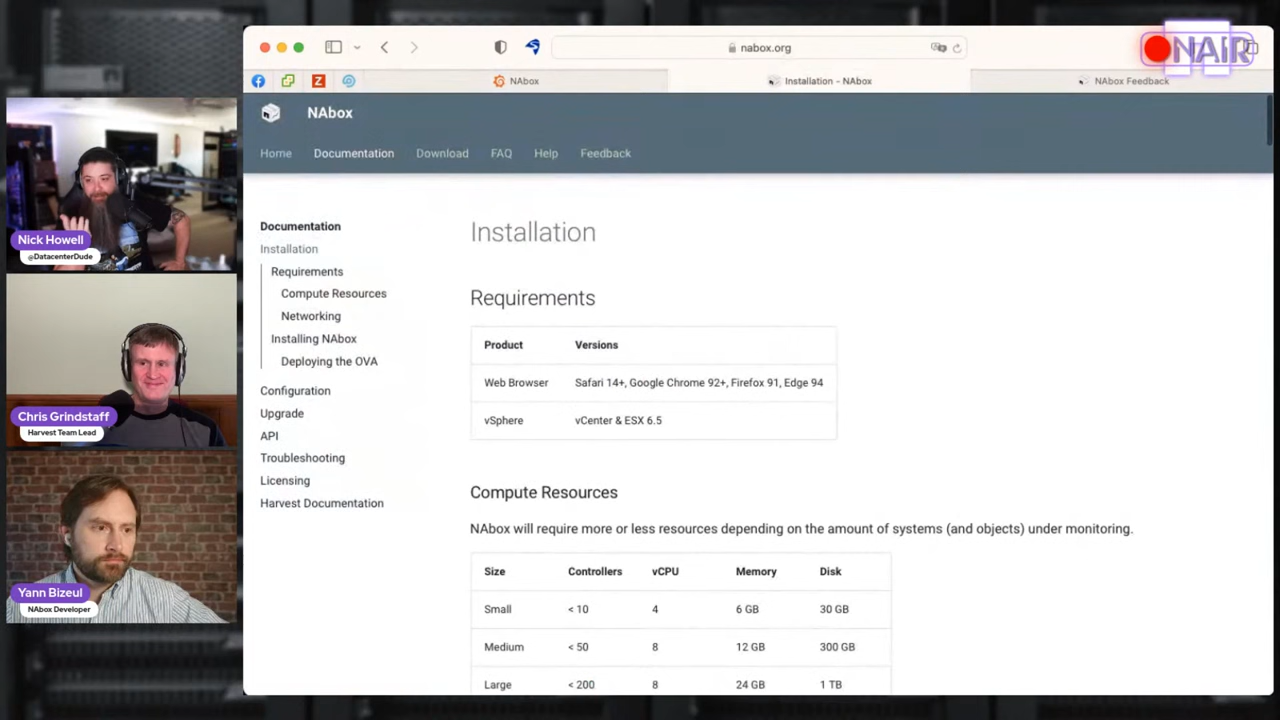 nabox.org
ONAIR
NAbox
Installation - NAbox
NAbox Feedback
NAbox
Home
Documentation
Download
FAQ
Help
Feedback
Documentation
Installation
Requirements
Compute Resources
Networking
Installing NAbox
Deploying the OVA
Configuration
Upgrade
API
Troubleshooting
Licensing
Harvest Documentation
Installation
Requirements
Product Versions
Web Browser Safari 14+, Google Chrome 92+, Firefox 91, Edge 94
vSphere vCenter & ESX 6.5
Compute Resources
NAbox will require more or less resources depending on the amount of systems (and objects) under monitoring.
Size Controllers vCPU Memory Disk
Small < 10 4 6 GB 30 GB
Medium < 50 8 12 GB 300 GB
Large < 200 8 24 GB 1 TB
Nick Howell
@DatacenterDude
Chris Grindstaff
Harvest Team Lead
Yann Bizeul
NAbox Developer